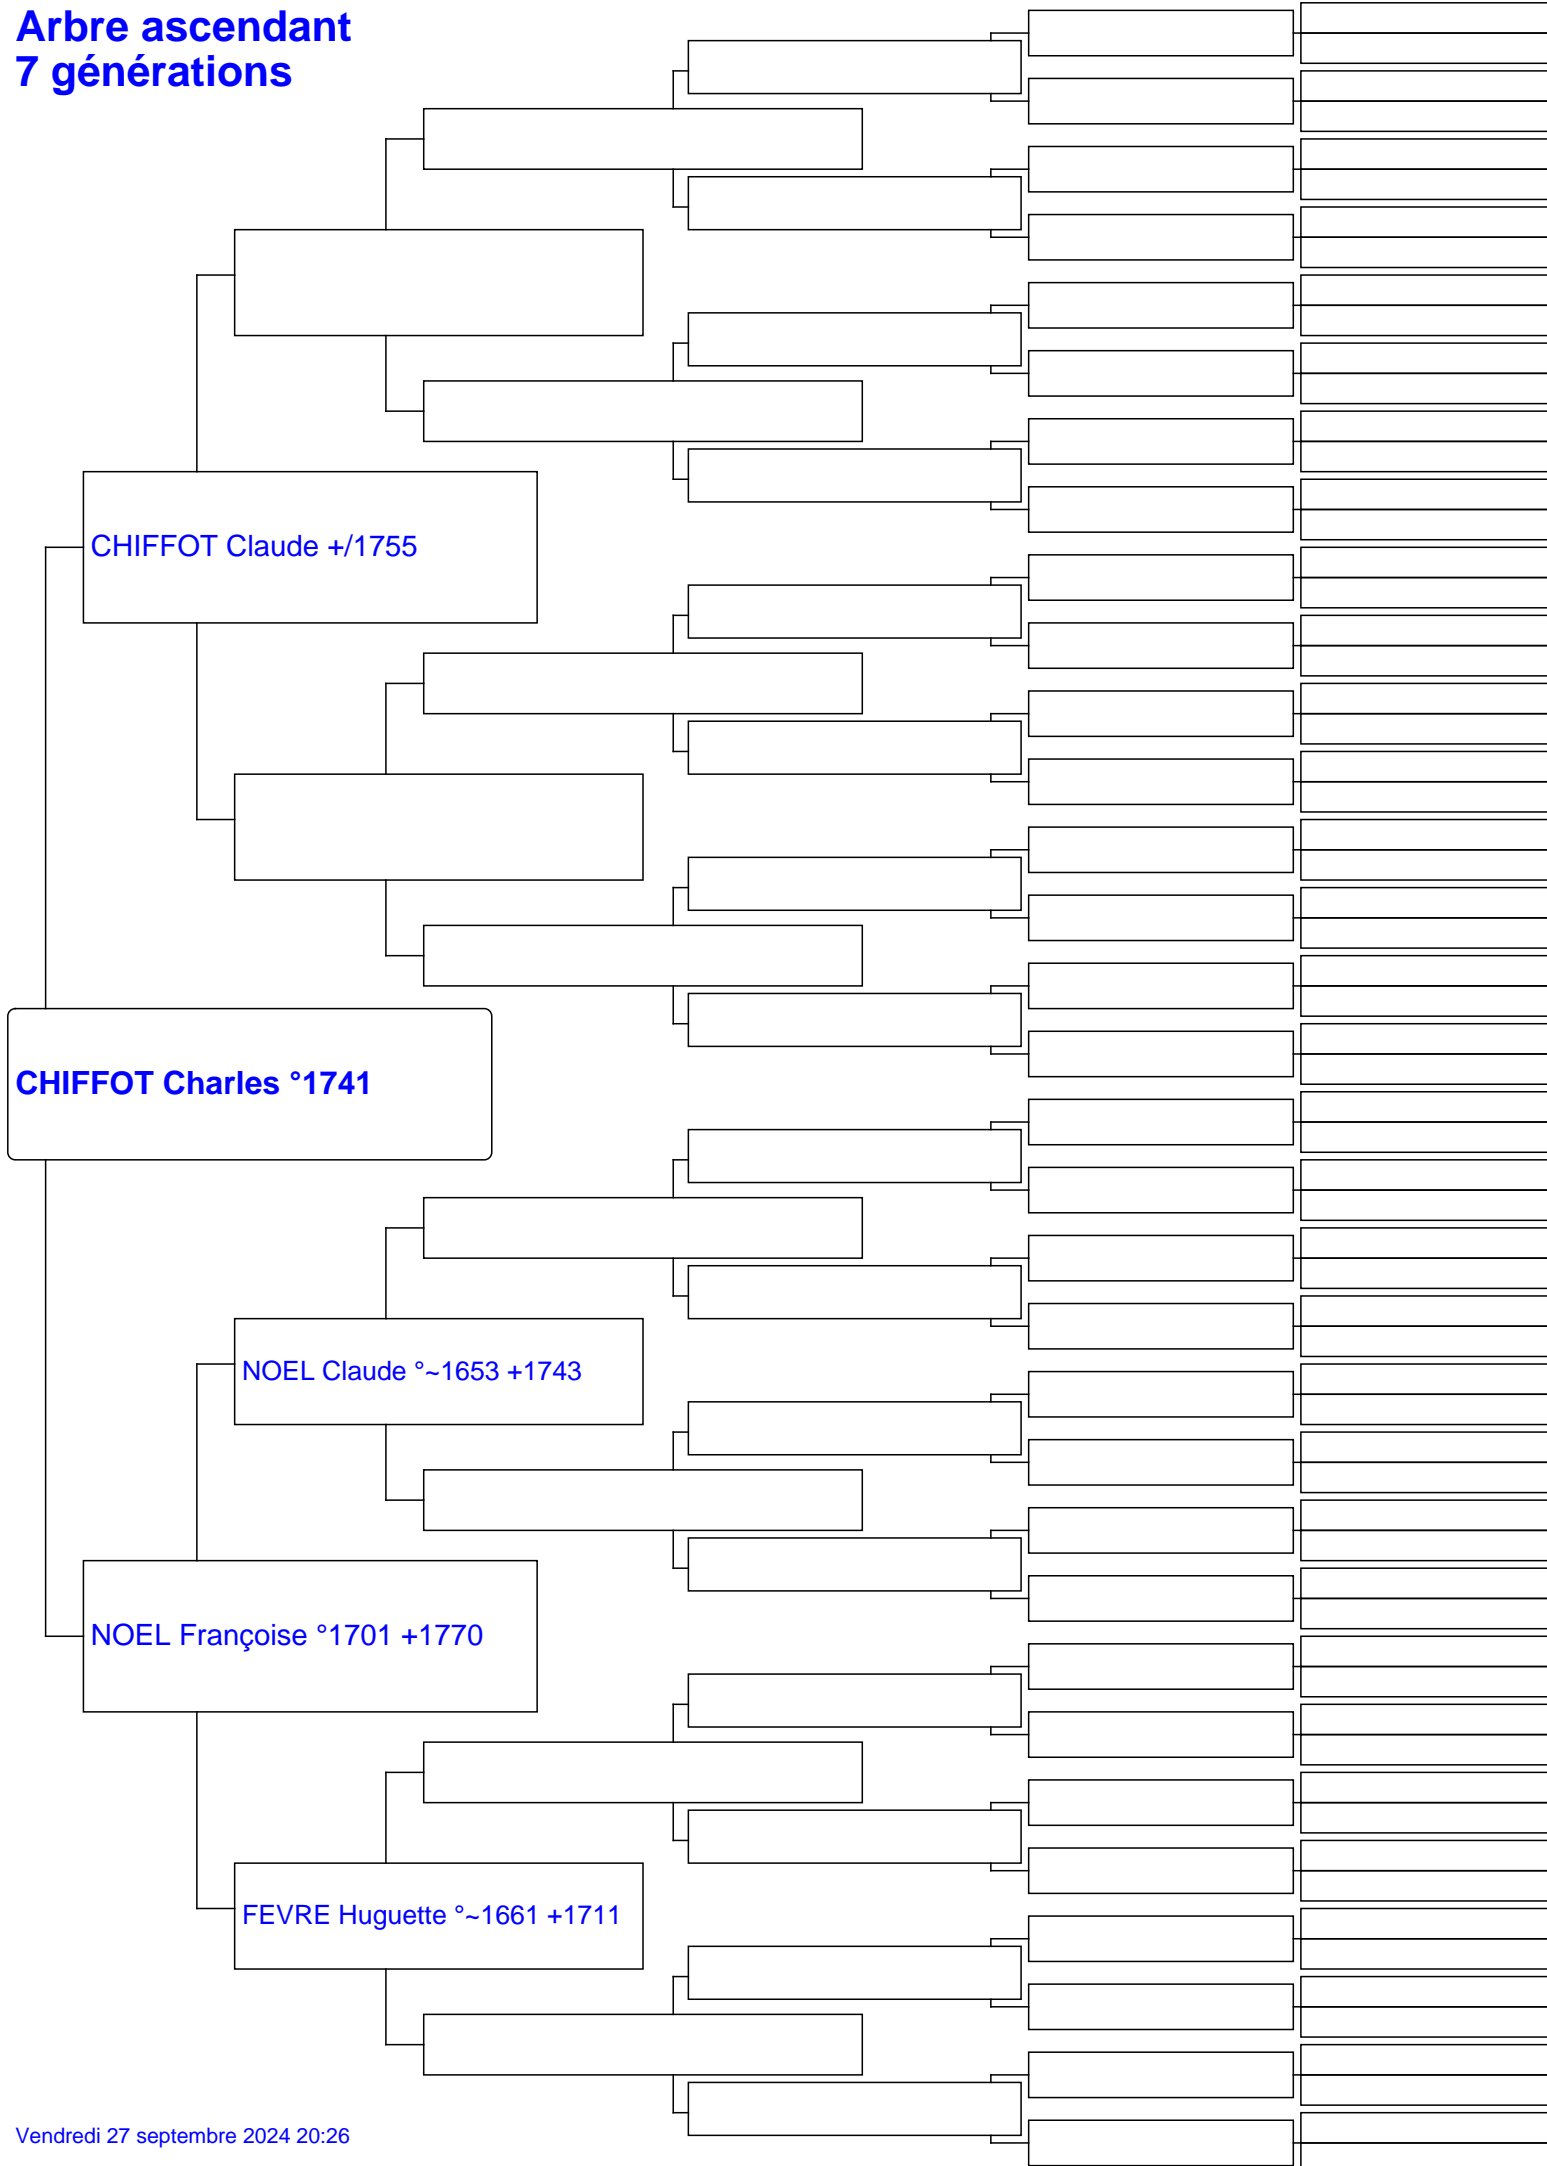 Arbre ascendant
7 générations
CHIFFOT Claude +/1755
CHIFFOT Charles °1741
NOEL Claude °~1653 +1743
NOEL Françoise °1701 +1770
FEVRE Huguette °~1661 +1711
Vendredi 27 septembre 2024 20:26